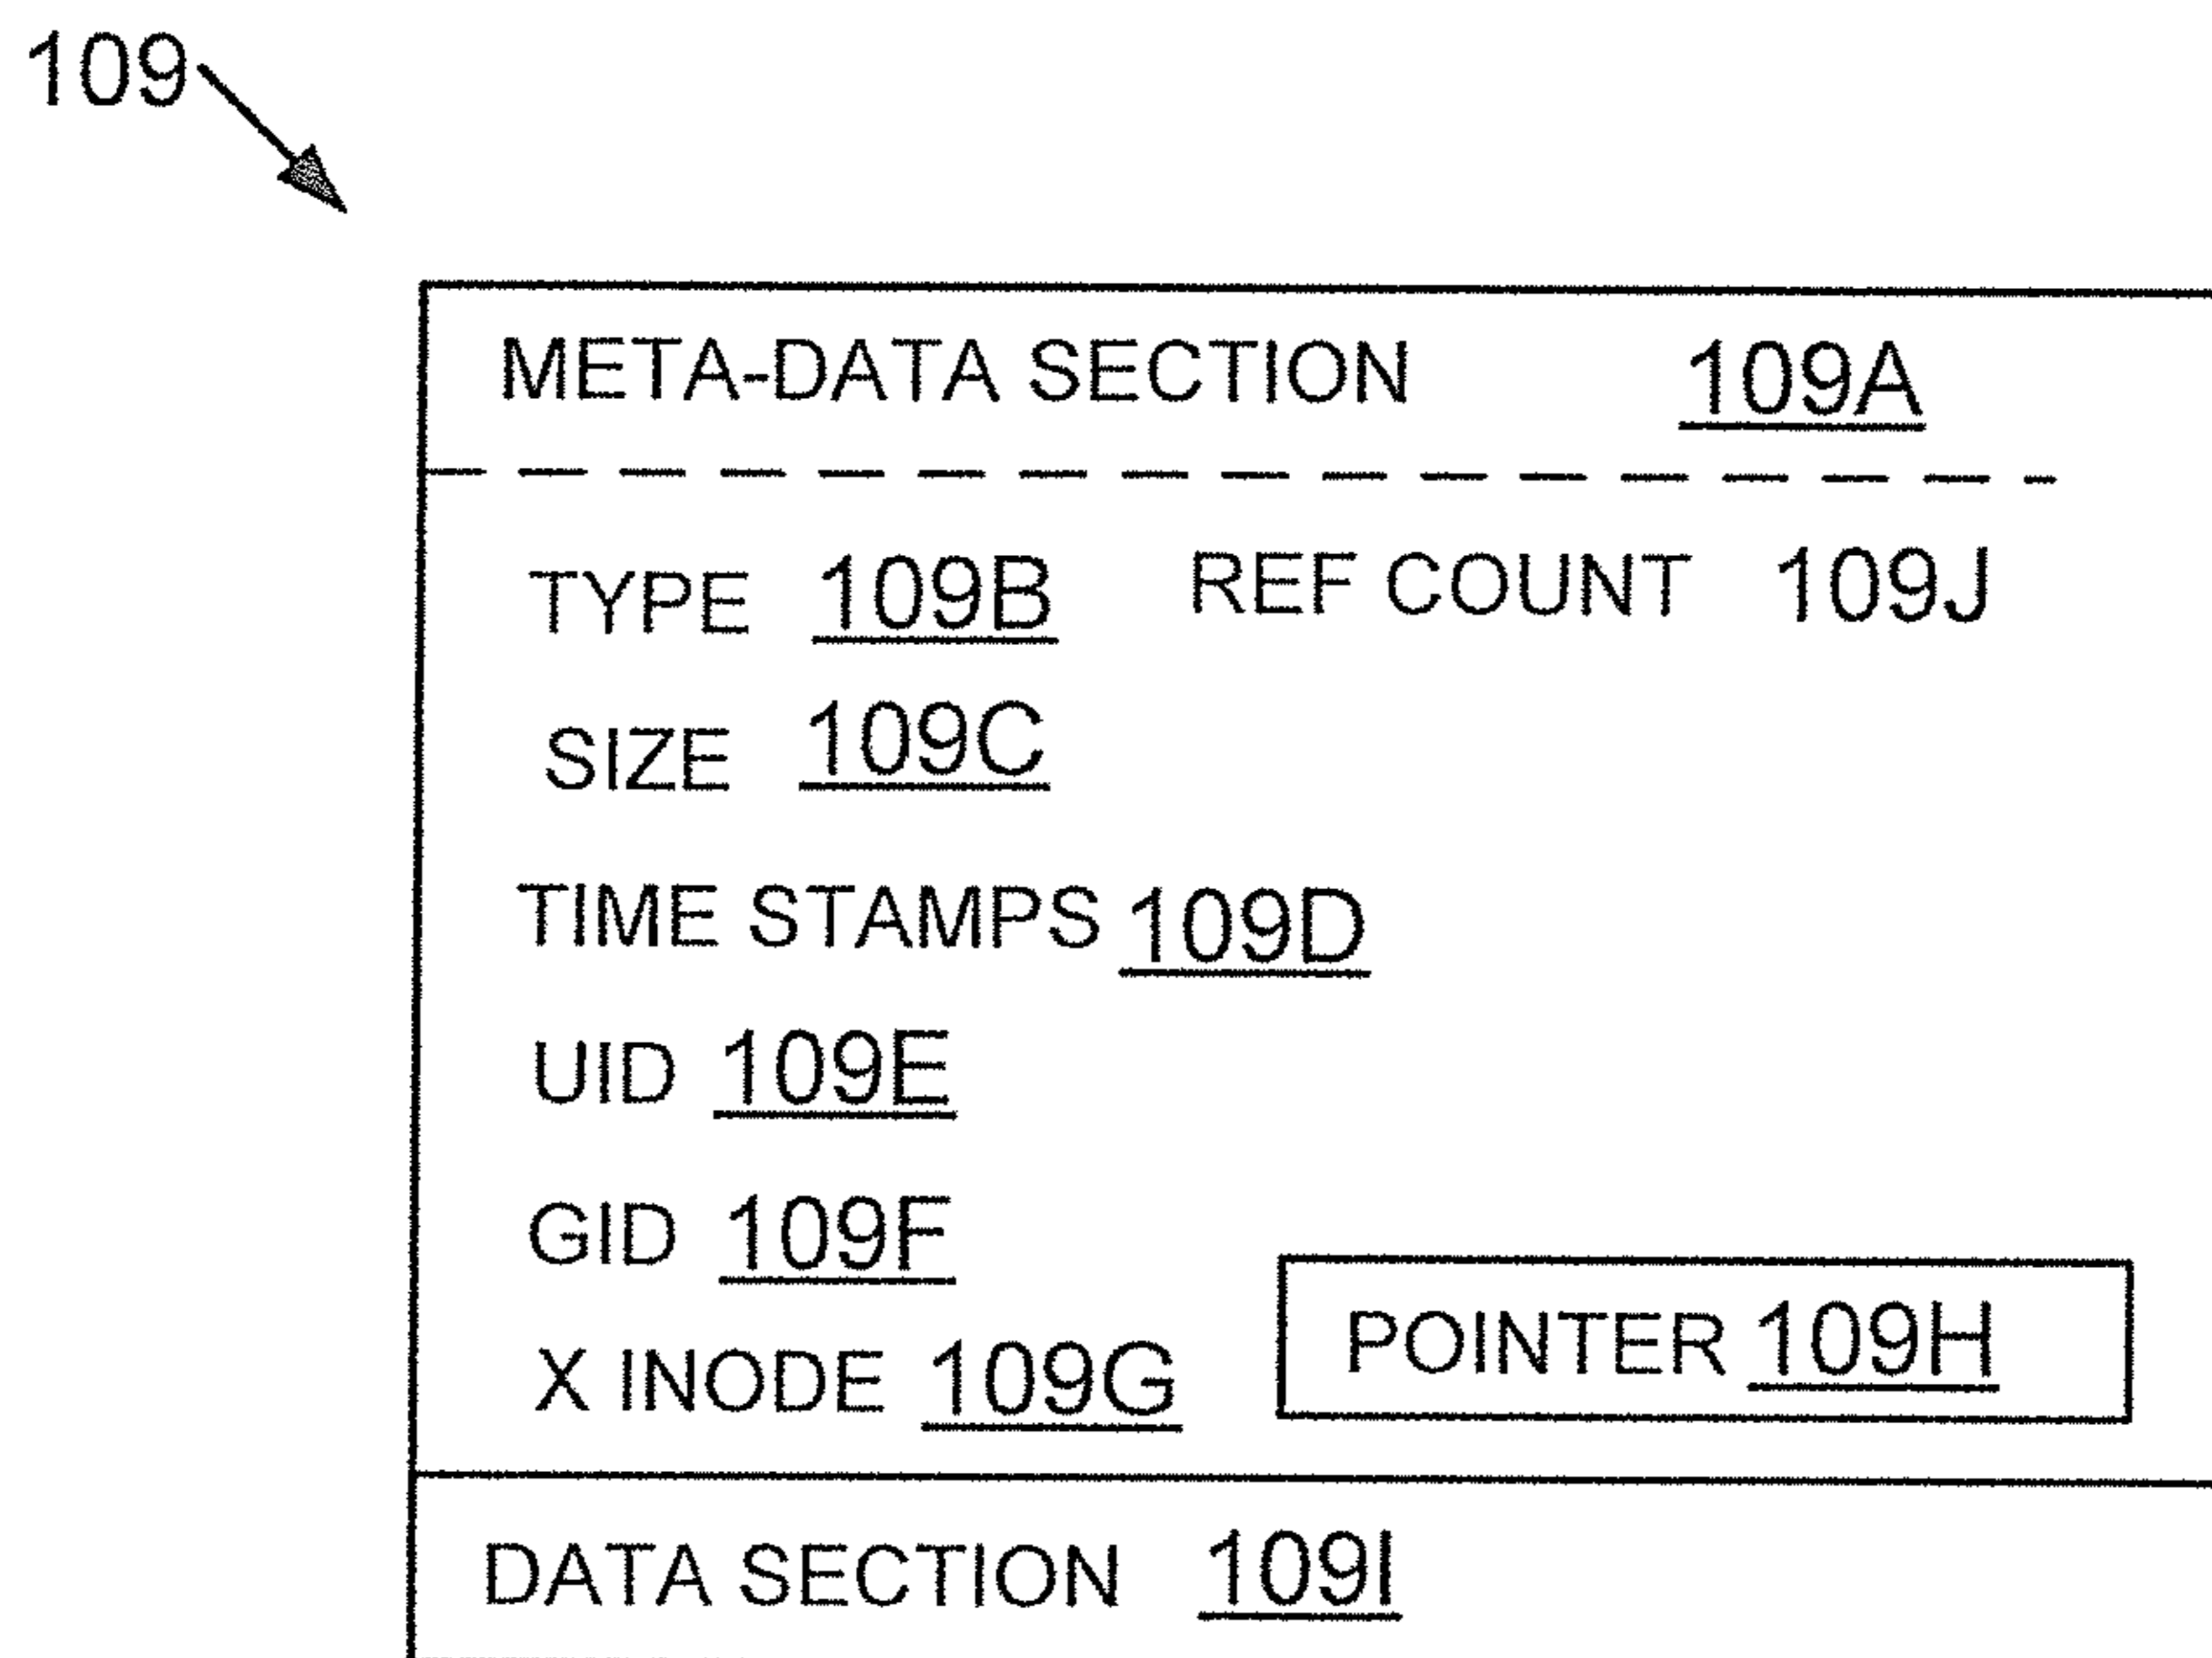 109
META-DATA SECTION 109A
TYPE 109B REF COUNT 109J
SIZE 109C
TIME STAMPS 109D
UID 109E
GID 109F
X INODE 109G POINTER 109H
DATA SECTION 109I